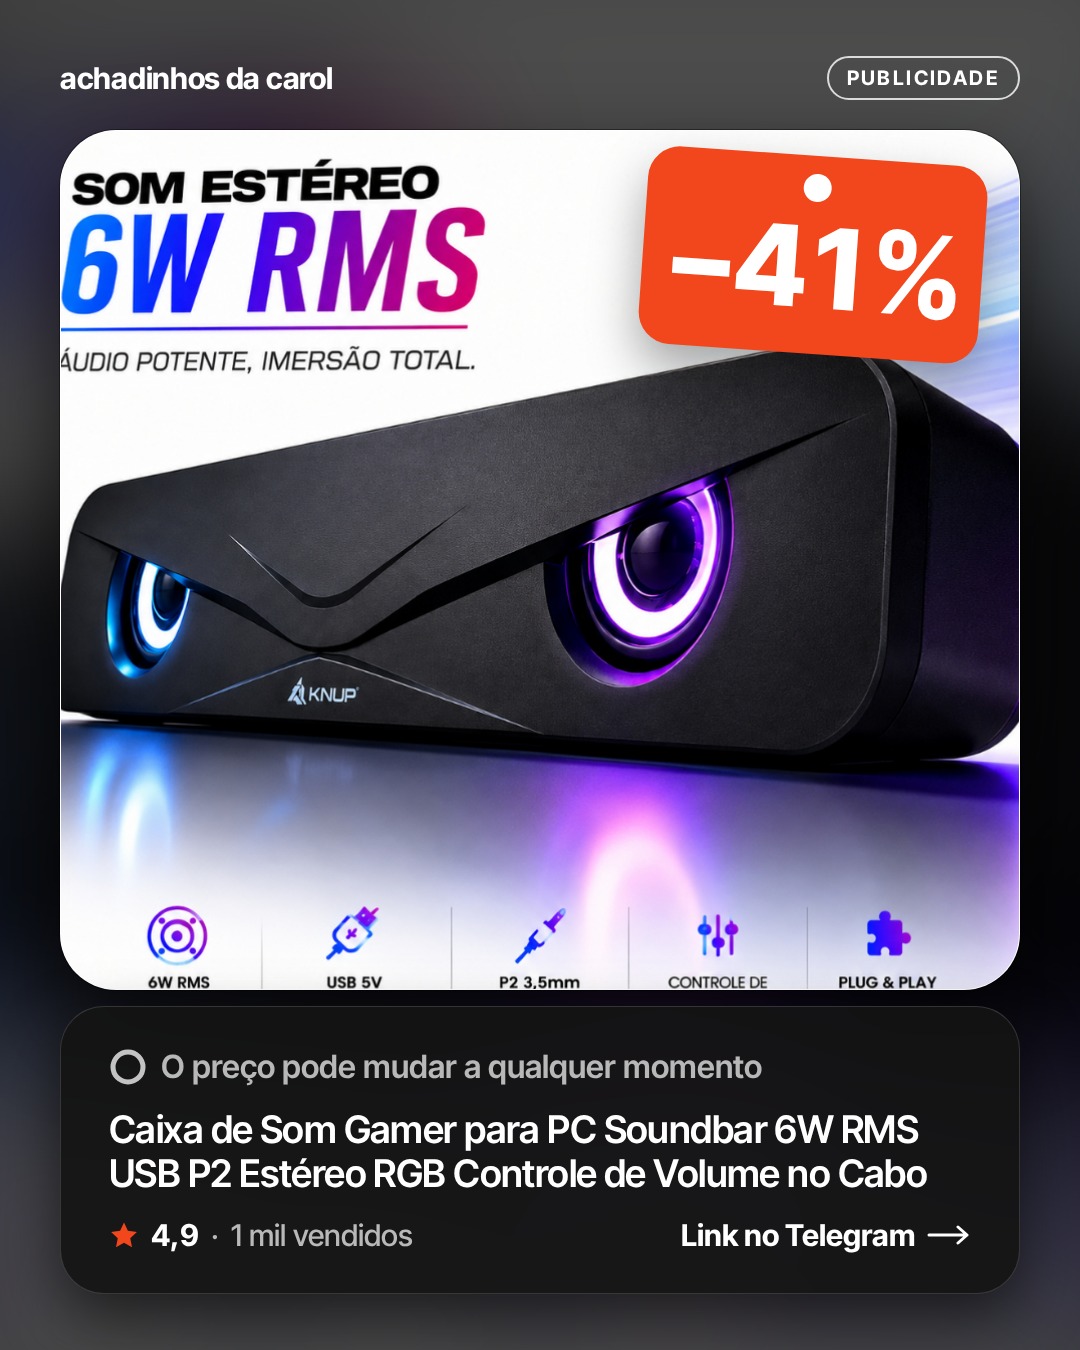 achadinhos da carol
PUBLICIDADE
SOM ESTÉREO
6W RMS
ÁUDIO POTENTE, IMERSÃO TOTAL.
−41%
KNUP
6W RMS
USB 5V
P2 3,5mm
CONTROLE DE
PLUG & PLAY
O preço pode mudar a qualquer momento
Caixa de Som Gamer para PC Soundbar 6W RMS
USB P2 Estéreo RGB Controle de Volume no Cabo
4,9 · 1 mil vendidos
Link no Telegram →